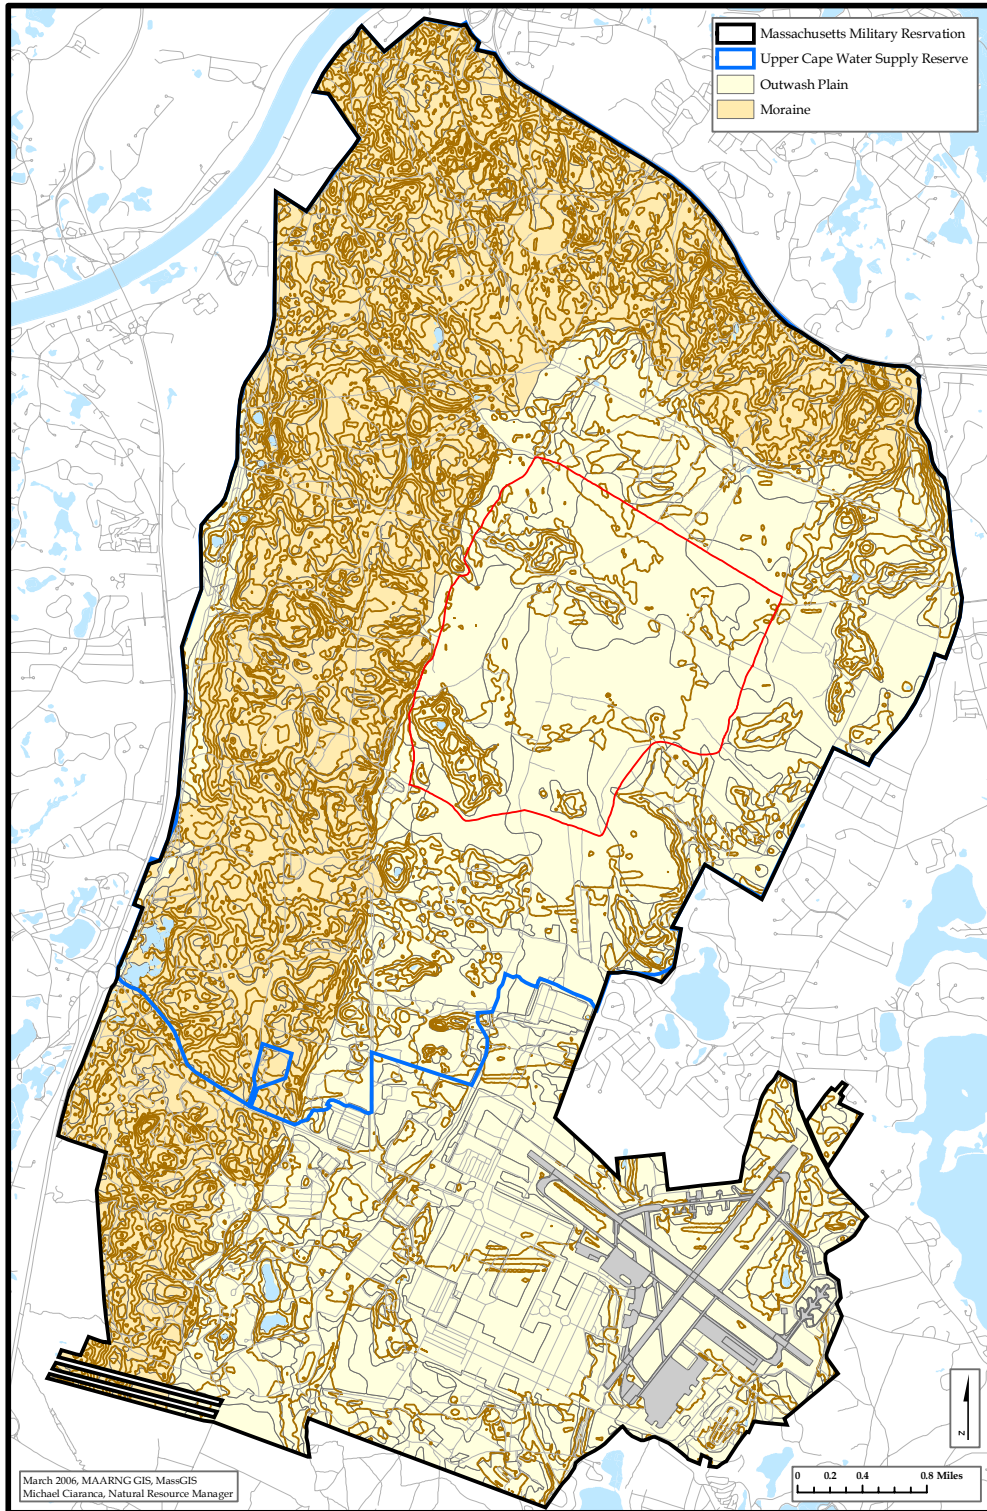 Massachusetts Military Resrvation
Upper Cape Water Supply Reserve
Outwash Plain
Moraine
March 2006, MAARNG GIS, MassGIS
Michael Ciaranca, Natural Resource Manager
N
0 0.2 0.4 0.8 Miles